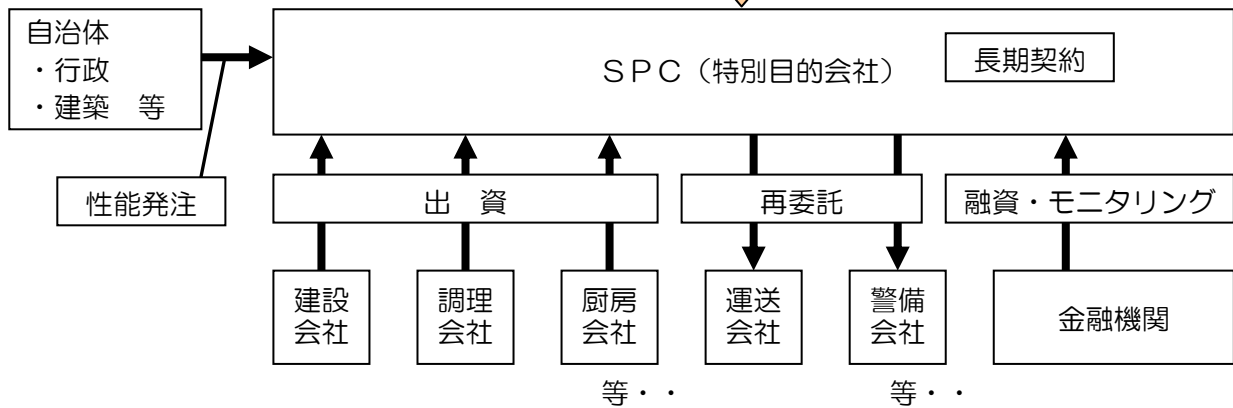 自治体
・行政
・建築　等
ＳＰＣ（特別目的会社）
長期契約
性能発注
出　資
再委託
融資・モニタリング
建設
会社
調理
会社
厨房
会社
運送
会社
警備
会社
金融機関
等・・
等・・